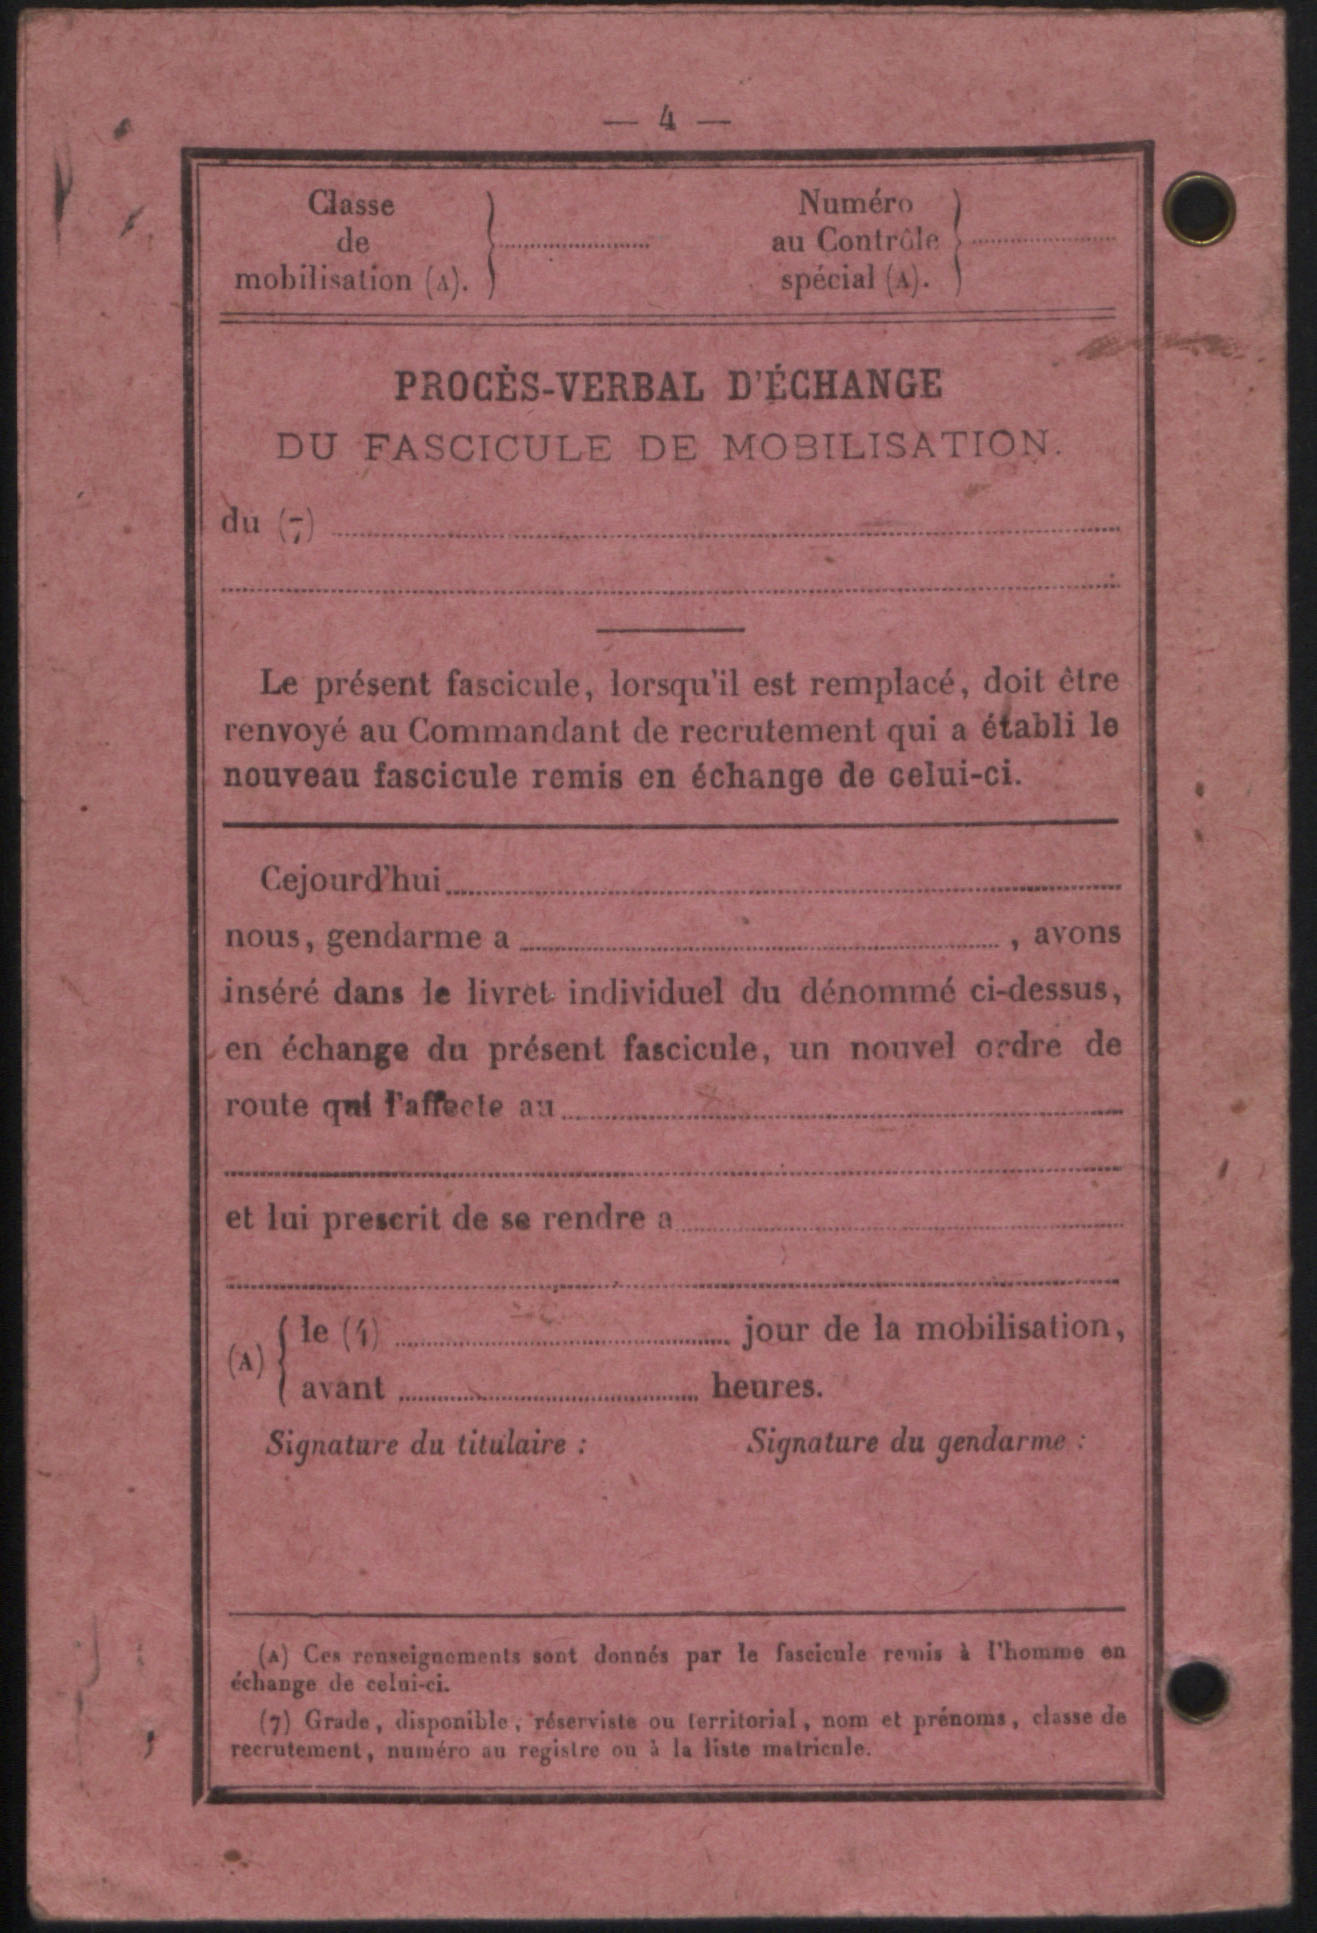 — 4 —
Classe
de
mobilisation (A).
Numéro
au Contrôle
spécial (A).
PROCÈS-VERBAL D'ÉCHANGE
DU FASCICULE DE MOBILISATION.
du (7)
Le présent fascicule, lorsqu'il est remplacé, doit être
renvoyé au Commandant de recrutement qui a établi le
nouveau fascicule remis en échange de celui-ci.
Cejourd'hui
nous, gendarme a , avons
inséré dans le livret individuel du dénommé ci-dessus,
en échange du présent fascicule, un nouvel ordre de
route qui l'affecte au
et lui prescrit de se rendre a
(A) { le (4) jour de la mobilisation,
avant heures.
Signature du titulaire : Signature du gendarme :
(A) Ces renseignements sont donnés par le fascicule remis à l'homme en
échange de celui-ci.
(7) Grade, disponible, réserviste ou territorial, nom et prénoms, classe de
recrutement, numéro au registre ou à la liste matricule.